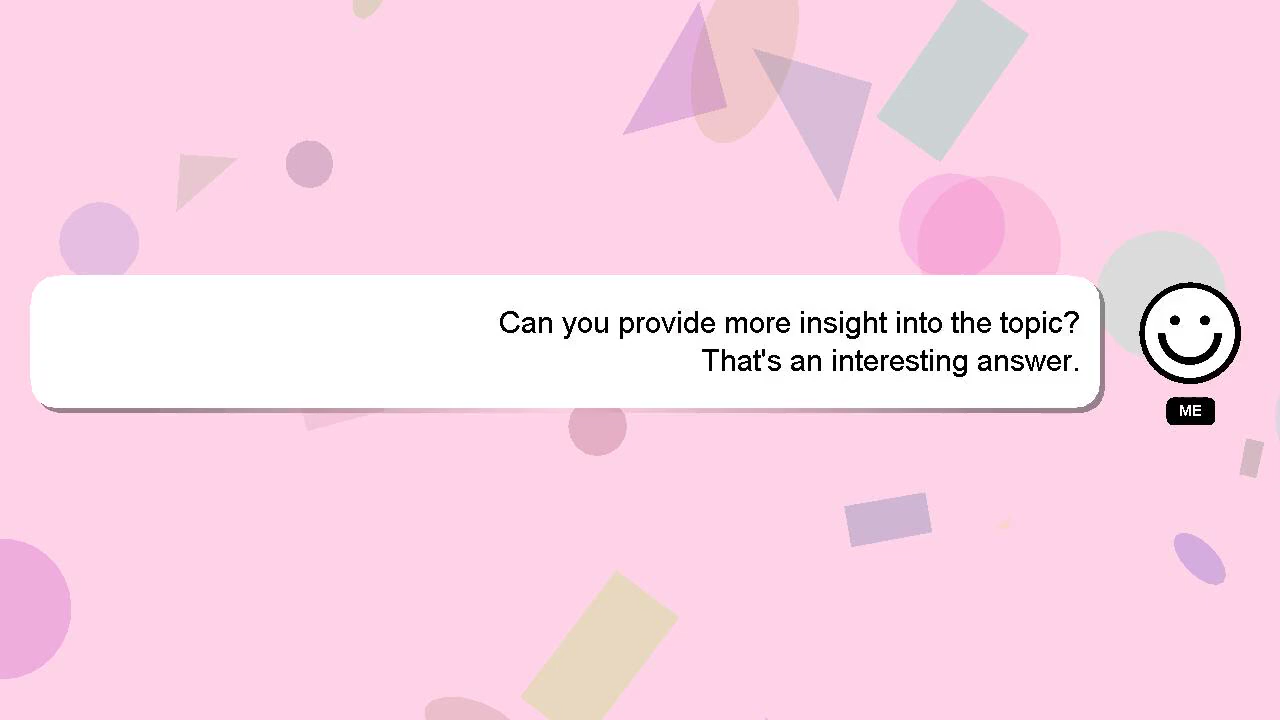 Can you provide more insight into the topic?
That's an interesting answer.
ME